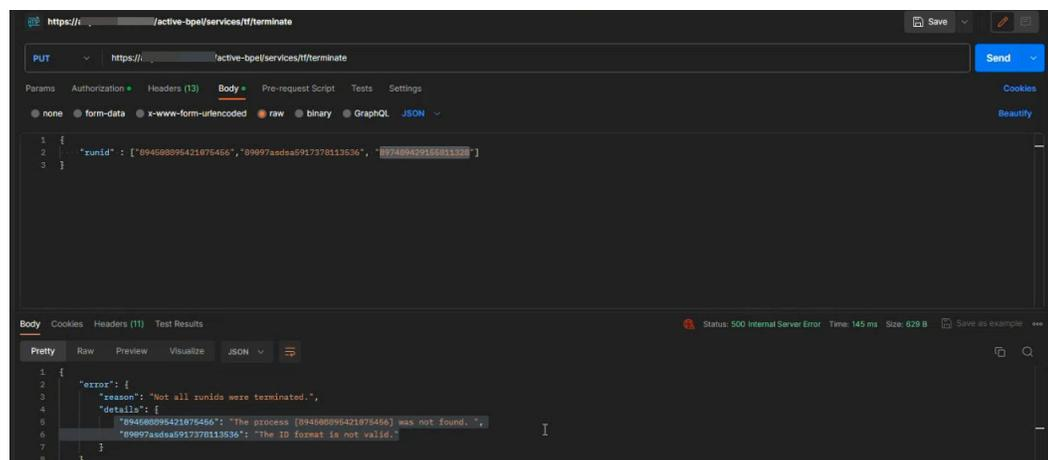 https:// /active-bpel/services/tf/terminate
Save
PUT https:// /active-bpel/services/tf/terminate Send
Params Authorization Headers (13) Body Pre-request Script Tests Settings Cookies
none form-data x-www-form-urlencoded raw binary GraphQL JSON Beautify
1 {
2 "runid" : ["894508895421075456","89097asdsa5917378113536", "897489429155811328"]
3 }
Body Cookies Headers (11) Test Results Status: 500 Internal Server Error Time: 145 ms Size: 629 B Save as example
Pretty Raw Preview Visualize JSON
1 {
2 "error": {
3 "reason": "Not all runids were terminated.",
4 "details": {
5 "894508895421075456": "The process [894508895421075456] was not found. ",
6 "89097asdsa5917378113536": "The ID format is not valid."
7 }
8 }